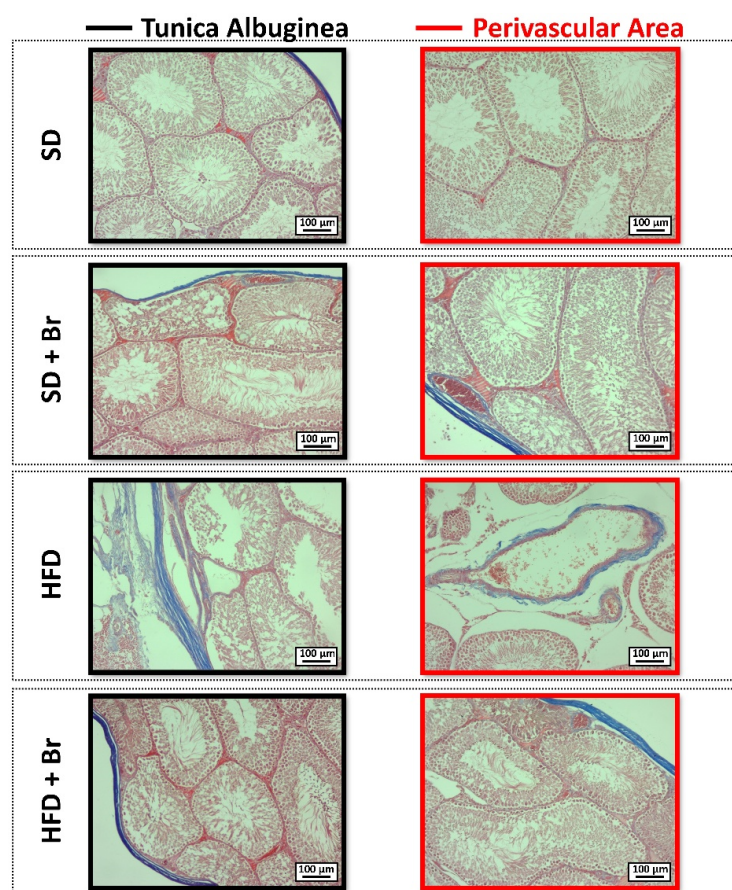 Tunica Albuginea
Perivascular Area
SD
100 µm
100 µm
SD + Br
100 µm
100 µm
HFD
100 µm
100 µm
HFD + Br
100 µm
100 µm